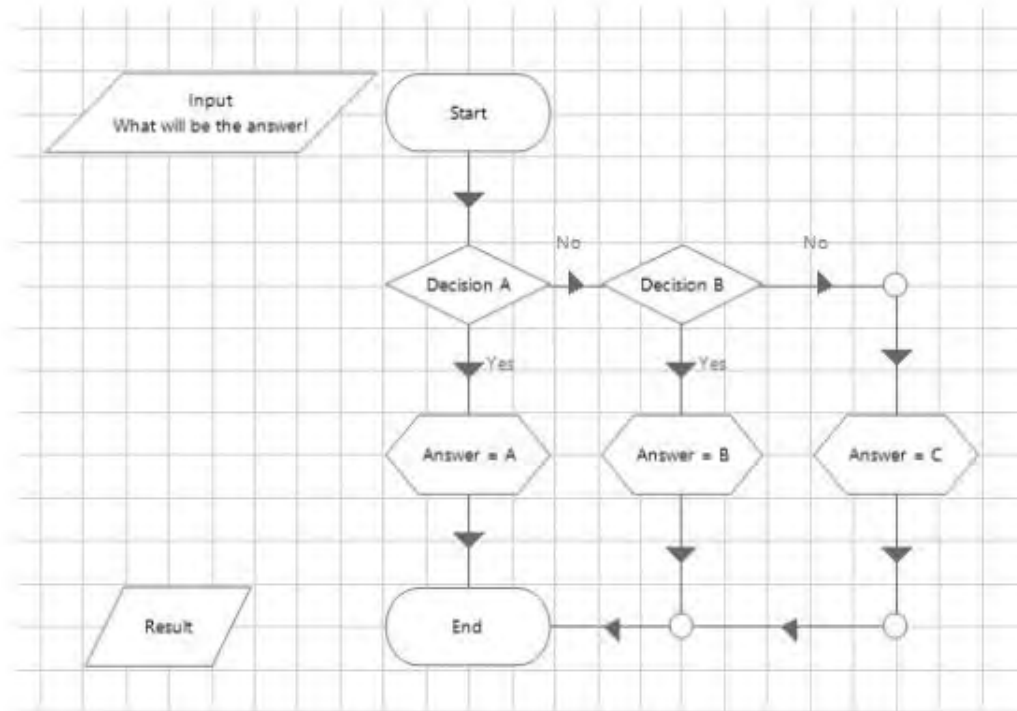 Input
What will be the answer!
Start
No
No
Decision A
Decision B
Yes
Yes
Answer = A
Answer = B
Answer = C
Result
End